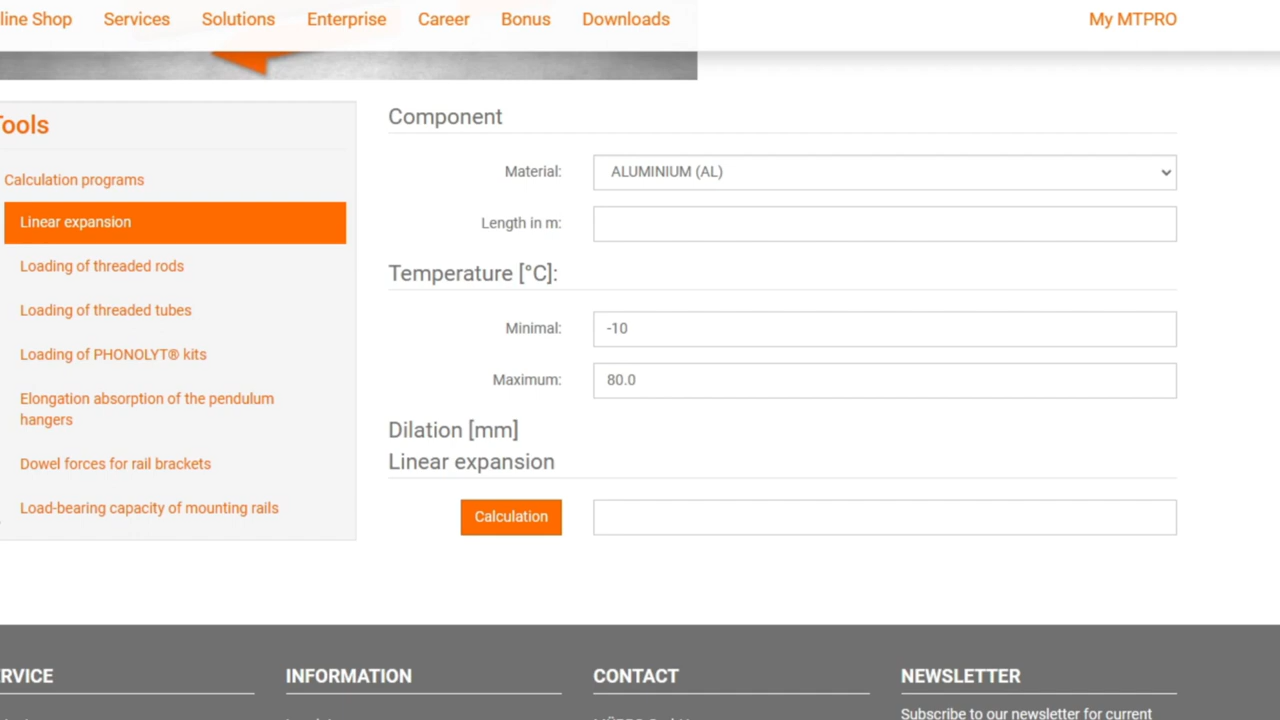 line Shop Services Solutions Enterprise Career Bonus Downloads My MTPRO
Tools
Calculation programs
Linear expansion
Loading of threaded rods
Loading of threaded tubes
Loading of PHONOLYT® kits
Elongation absorption of the pendulum
hangers
Dowel forces for rail brackets
Load-bearing capacity of mounting rails
Component
Material: ALUMINIUM (AL)
Length in m:
Temperature [°C]:
Minimal: -10
Maximum: 80.0
Dilation [mm]
Linear expansion
Calculation
RVICE INFORMATION CONTACT NEWSLETTER
Subscribe to our newsletter for current